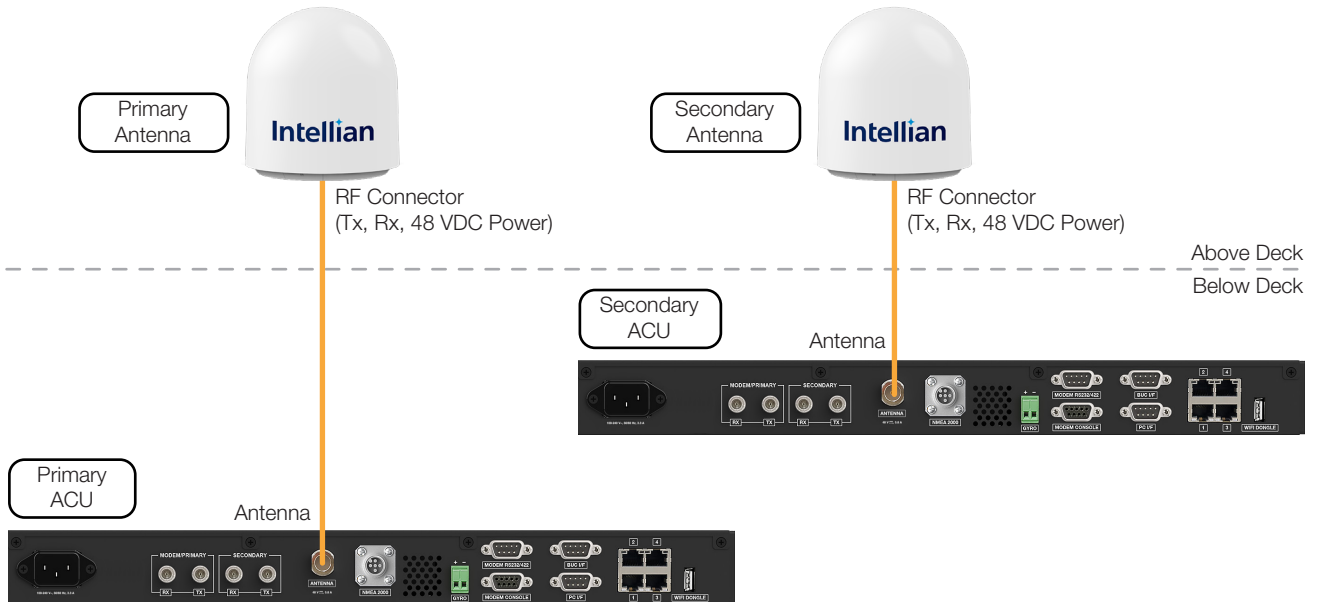 Primary
Antenna
Intellian
RF Connector
(Tx, Rx, 48 VDC Power)
Secondary
Antenna
Intellian
RF Connector
(Tx, Rx, 48 VDC Power)
Above Deck
Below Deck
Secondary
ACU
Antenna
MODEM/PRIMARY
SECONDARY
RX TX RX TX
ANTENNA
NMEA 2000
+ -
GYRO
MODEM RS232/422
MODEM CONSOLE
BUC I/F
PC I/F
2 4
1 3
WIFI DONGLE
Primary
ACU
Antenna
MODEM/PRIMARY
SECONDARY
RX TX RX TX
ANTENNA
NMEA 2000
+ -
GYRO
MODEM RS232/422
MODEM CONSOLE
BUC I/F
PC I/F
2 4
1 3
WIFI DONGLE